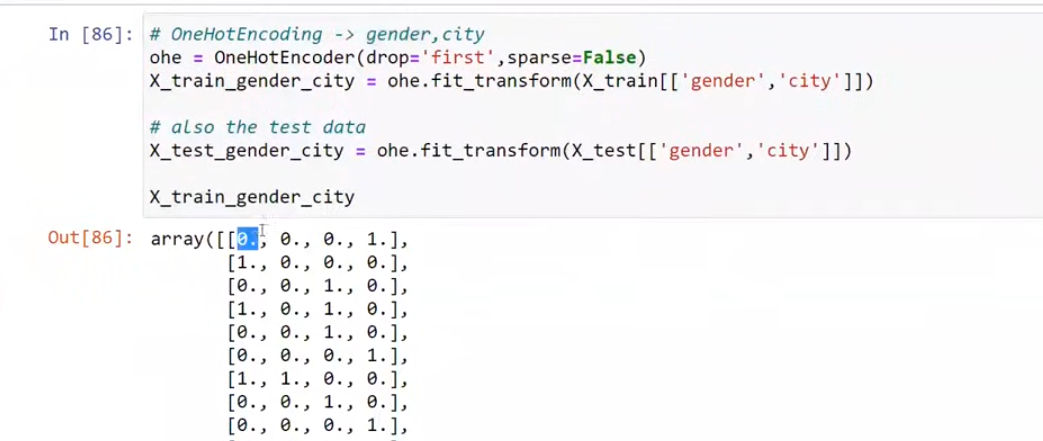 In [86]: # OneHotEncoding -> gender,city
ohe = OneHotEncoder(drop='first',sparse=False)
X_train_gender_city = ohe.fit_transform(X_train[['gender','city']])
# also the test data
X_test_gender_city = ohe.fit_transform(X_test[['gender','city']])
X_train_gender_city
Out[86]: array([[0., 0., 0., 1.],
[1., 0., 0., 0.],
[0., 0., 1., 0.],
[1., 0., 1., 0.],
[0., 0., 1., 0.],
[0., 0., 0., 1.],
[1., 1., 0., 0.],
[0., 0., 1., 0.],
[0., 0., 0., 1.],